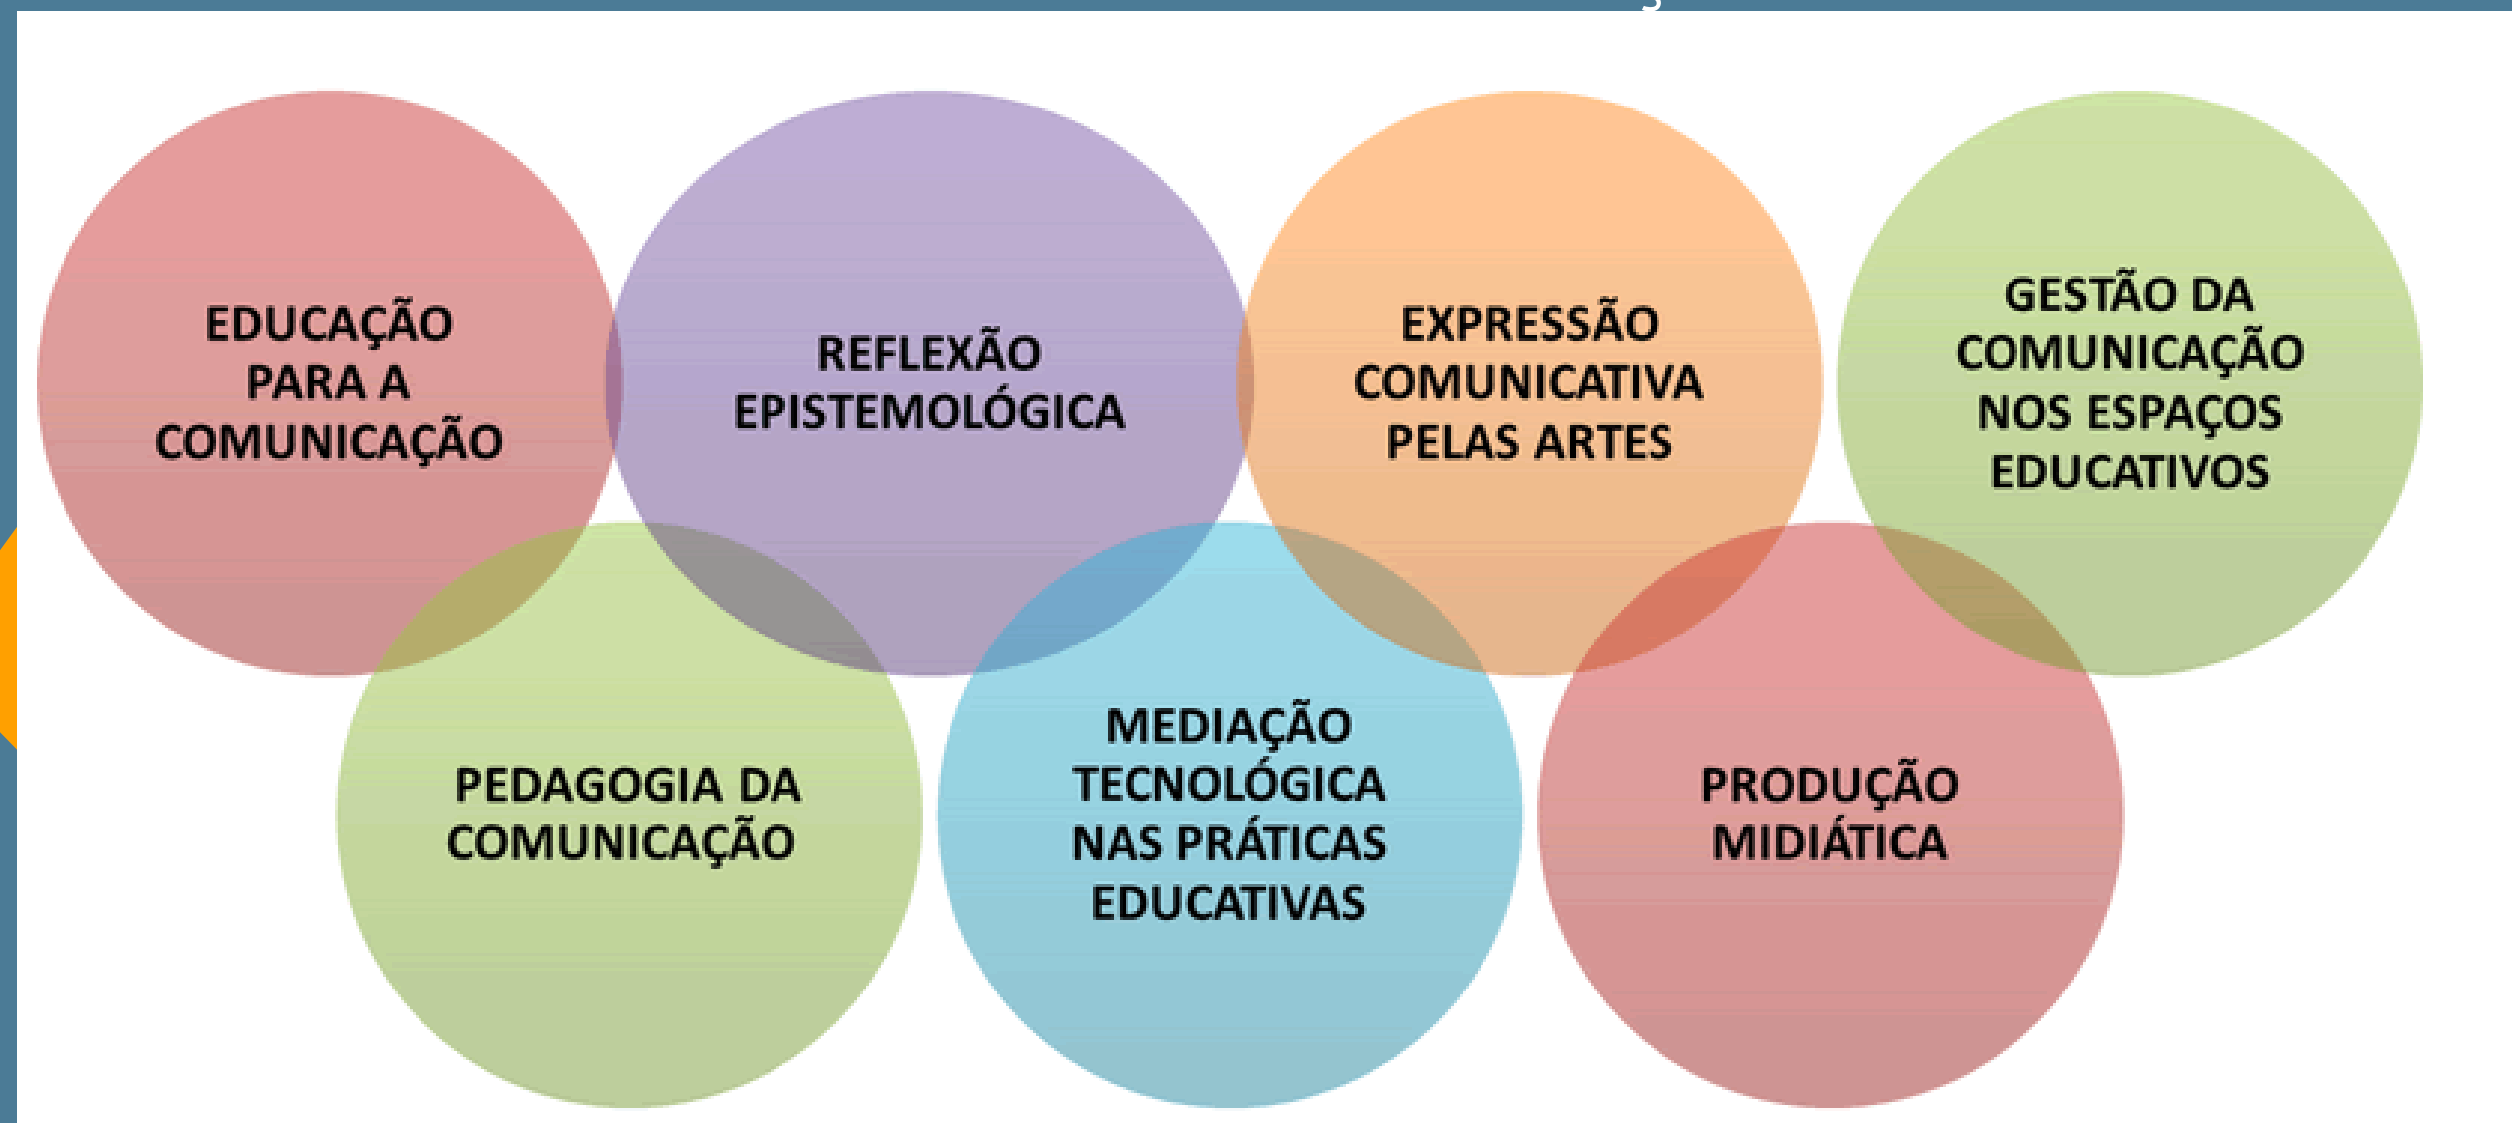 EDUCAÇÃO
PARA A
COMUNICAÇÃO
REFLEXÃO
EPISTEMOLÓGICA
EXPRESSÃO
COMUNICATIVA
PELAS ARTES
GESTÃO DA
COMUNICAÇÃO
NOS ESPAÇOS
EDUCATIVOS
PEDAGOGIA DA
COMUNICAÇÃO
MEDIAÇÃO
TECNOLÓGICA
NAS PRÁTICAS
EDUCATIVAS
PRODUÇÃO
MIDIÁTICA